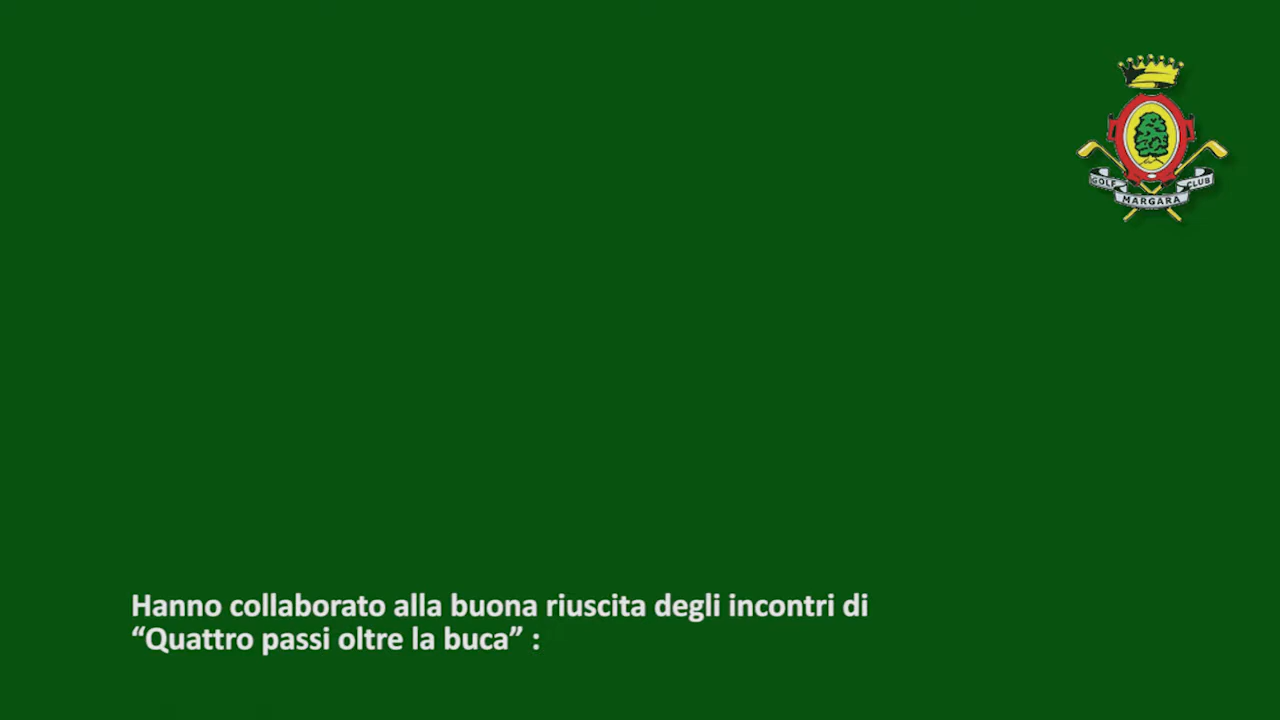 GOLF CLUB
MARGARA
Hanno collaborato alla buona riuscita degli incontri di
“Quattro passi oltre la buca” :